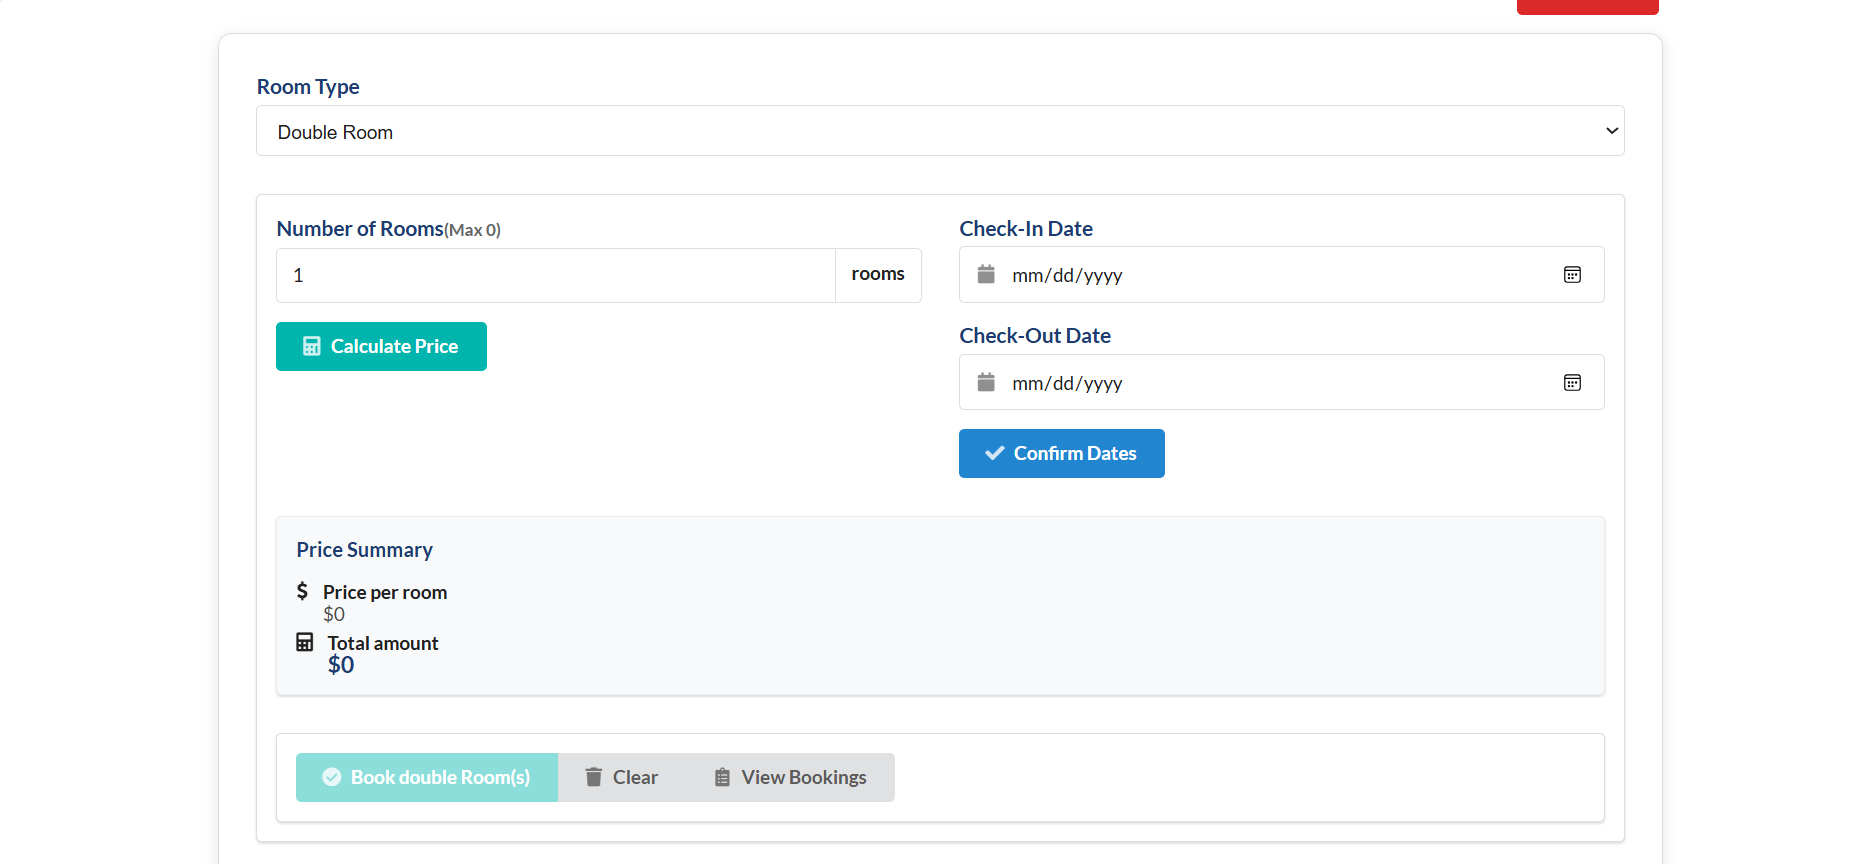 Room Type
Double Room
Number of Rooms(Max 0)
1
rooms
Calculate Price
Check-In Date
mm/dd/yyyy
Check-Out Date
mm/dd/yyyy
Confirm Dates
Price Summary
Price per room
$0
Total amount
$0
Book double Room(s)
Clear
View Bookings